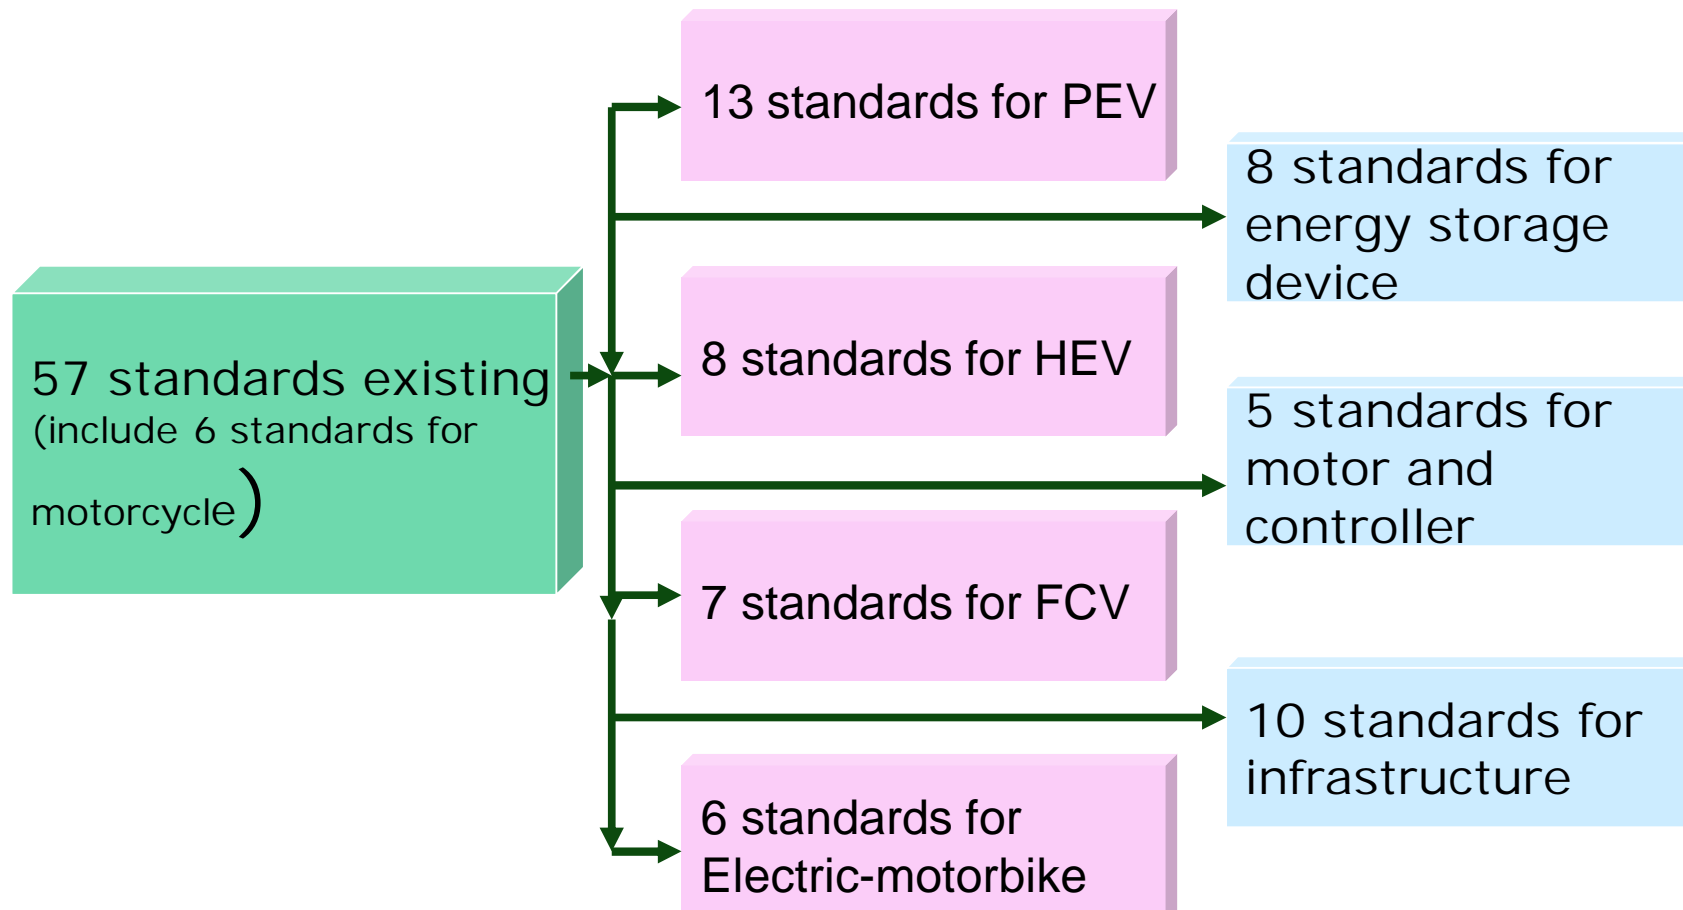 57 standards existing
(include 6 standards for
motorcycle)
13 standards for PEV
8 standards for HEV
7 standards for FCV
6 standards for
Electric-motorbike
8 standards for
energy storage
device
5 standards for
motor and
controller
10 standards for
infrastructure